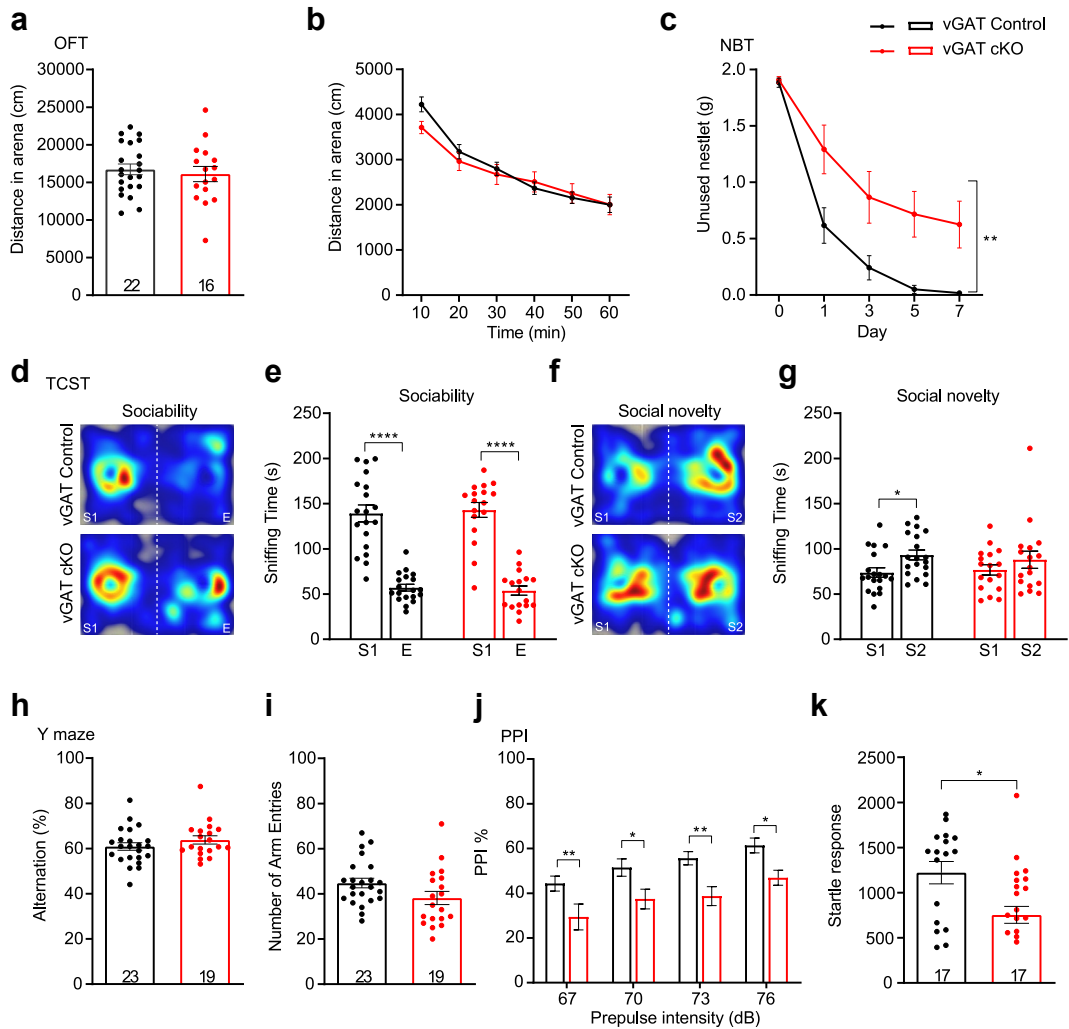 a
OFT
Distance in arena (cm)
30000
25000
20000
15000
10000
5000
0
22
16
b
Distance in arena (cm)
5000
4000
3000
2000
1000
0
10 20 30 40 50 60
Time (min)
c
NBT
vGAT Control
vGAT cKO
Unused nestlet (g)
2.0
1.5
1.0
0.5
0.0
**
0 1 3 5 7
Day
d
TCST
Sociability
vGAT Control
S1 E
vGAT cKO
S1 E
e
Sociability
Sniffing Time (s)
250
200
150
100
50
0
**** ****
S1 E S1 E
f
Social novelty
vGAT Control
S1 S2
vGAT cKO
S1 S2
g
Social novelty
Sniffing Time (s)
250
200
150
100
50
0
*
S1 S2 S1 S2
h
Y maze
Alternation (%)
100
80
60
40
20
0
23 19
i
Number of Arm Entries
100
80
60
40
20
0
23 19
j
PPI
PPI %
100
80
60
40
20
0
** * ** *
67 70 73 76
Prepulse intensity (dB)
k
Startle response
2500
2000
1500
1000
500
0
*
17 17